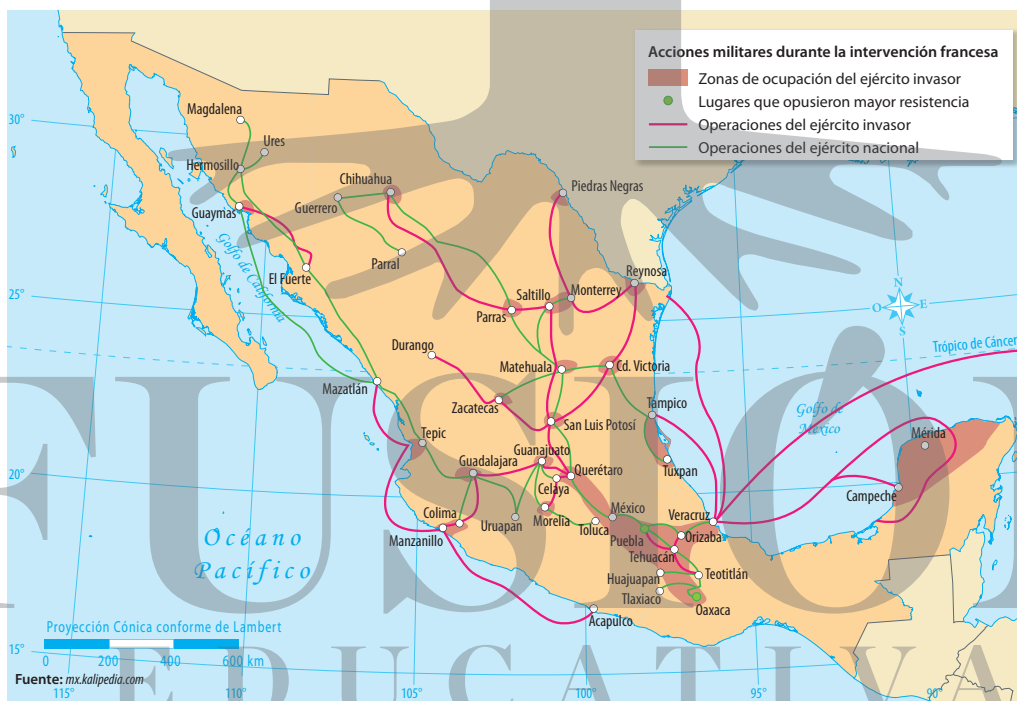 Acciones militares durante la intervención francesa
Zonas de ocupación del ejército invasor
Lugares que opusieron mayor resistencia
Operaciones del ejército invasor
Operaciones del ejército nacional
Magdalena
30°
Ures
Hermosillo
Chihuahua
Piedras Negras
Guerrero
Guaymas
Golfo de California
Parral
El Fuerte
Reynosa
N
O
E
S
25°
Saltillo
Monterrey
Parras
Durango
Trópico de Cáncer
Matehuala
Cd. Victoria
Mazatlán
Zacatecas
Tampico
Golfo de
México
San Luis Potosí
Tepic
Mérida
Guanajuato
Guadalajara
Querétaro
Tuxpan
20°
Celaya
Campeche
Colima
Uruapan
Morelia
México
Veracruz
Toluca
Puebla
Orizaba
Manzanillo
Tehuacán
Océano
Pacífico
Huajuapan
Teotitlán
Tlaxiaco
Oaxaca
Acapulco
Proyección Cónica conforme de Lambert
0
200
400
600 km
15°
Fuente: mx.kalipedia.com
115°
110°
105°
100°
95°
90°
FUSIÓ
ERUSATIVA